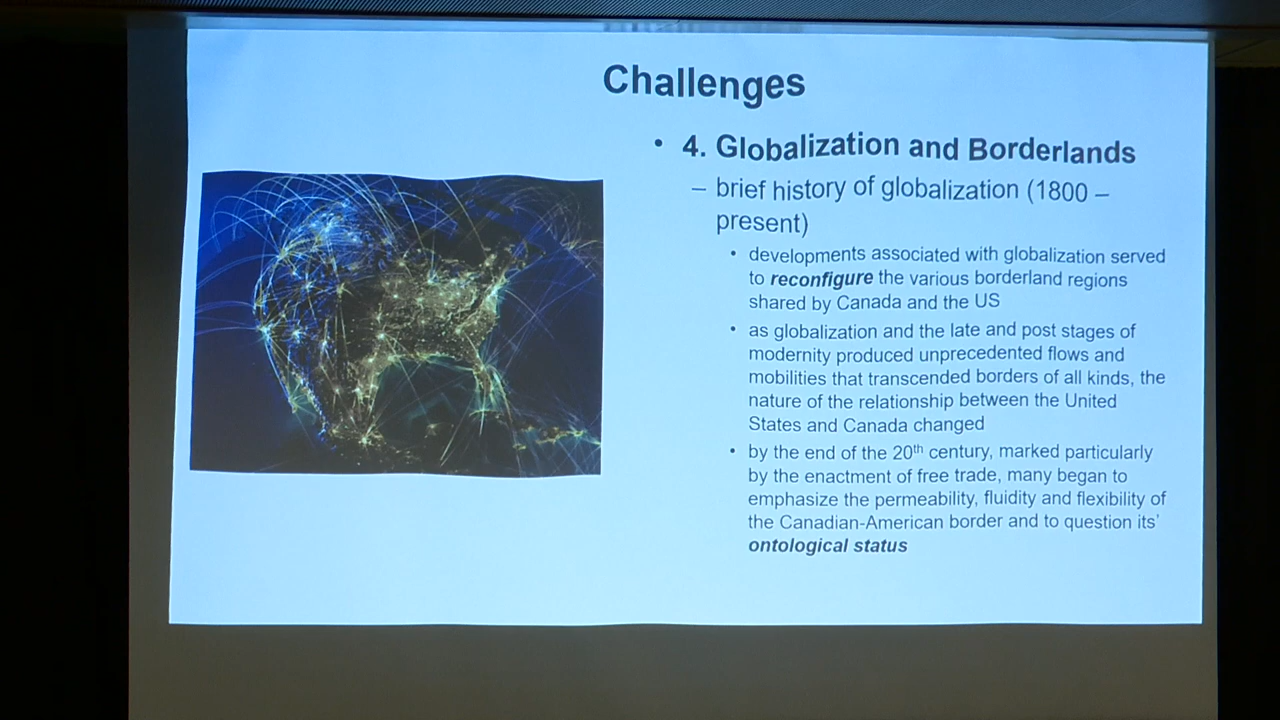 Challenges
• 4. Globalization and Borderlands
– brief history of globalization (1800 –
present)
• developments associated with globalization served
to reconfigure the various borderland regions
shared by Canada and the US
• as globalization and the late and post stages of
modernity produced unprecedented flows and
mobilities that transcended borders of all kinds, the
nature of the relationship between the United
States and Canada changed
• by the end of the 20th century, marked particularly
by the enactment of free trade, many began to
emphasize the permeability, fluidity and flexibility of
the Canadian-American border and to question its’
ontological status